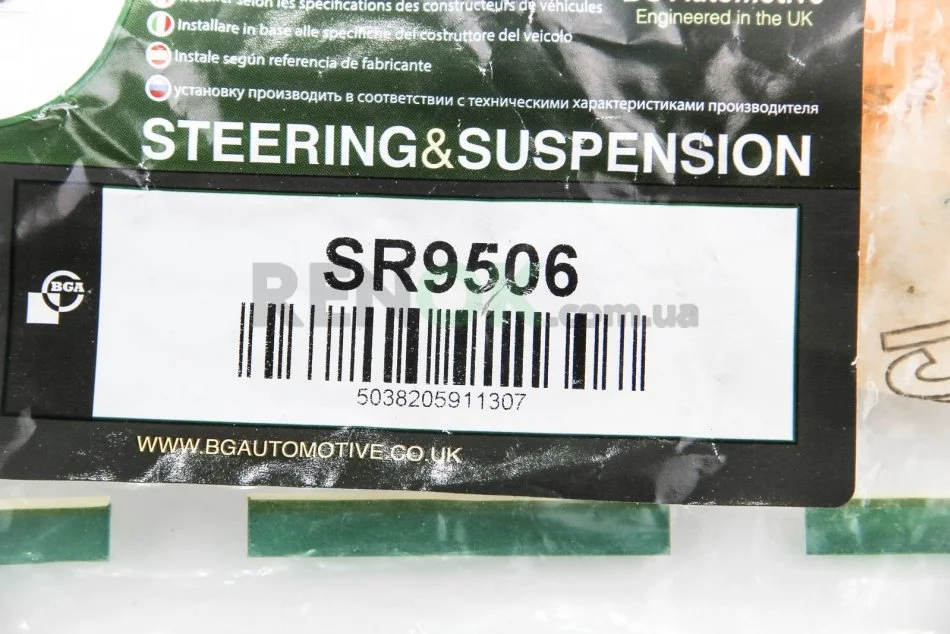 selon les spécifications des constructeurs de véhicules
Engineered in the UK
Installare in base alle specifiche del costruttore del veicolo
Instale según referencia de fabricante
установку производить в соответствии с техническими характеристиками производителя
STEERING&SUSPENSION
SR9506
BGA
RENUK.com.ua
5038205911307
WWW.BGAUTOMOTIVE.CO.UK